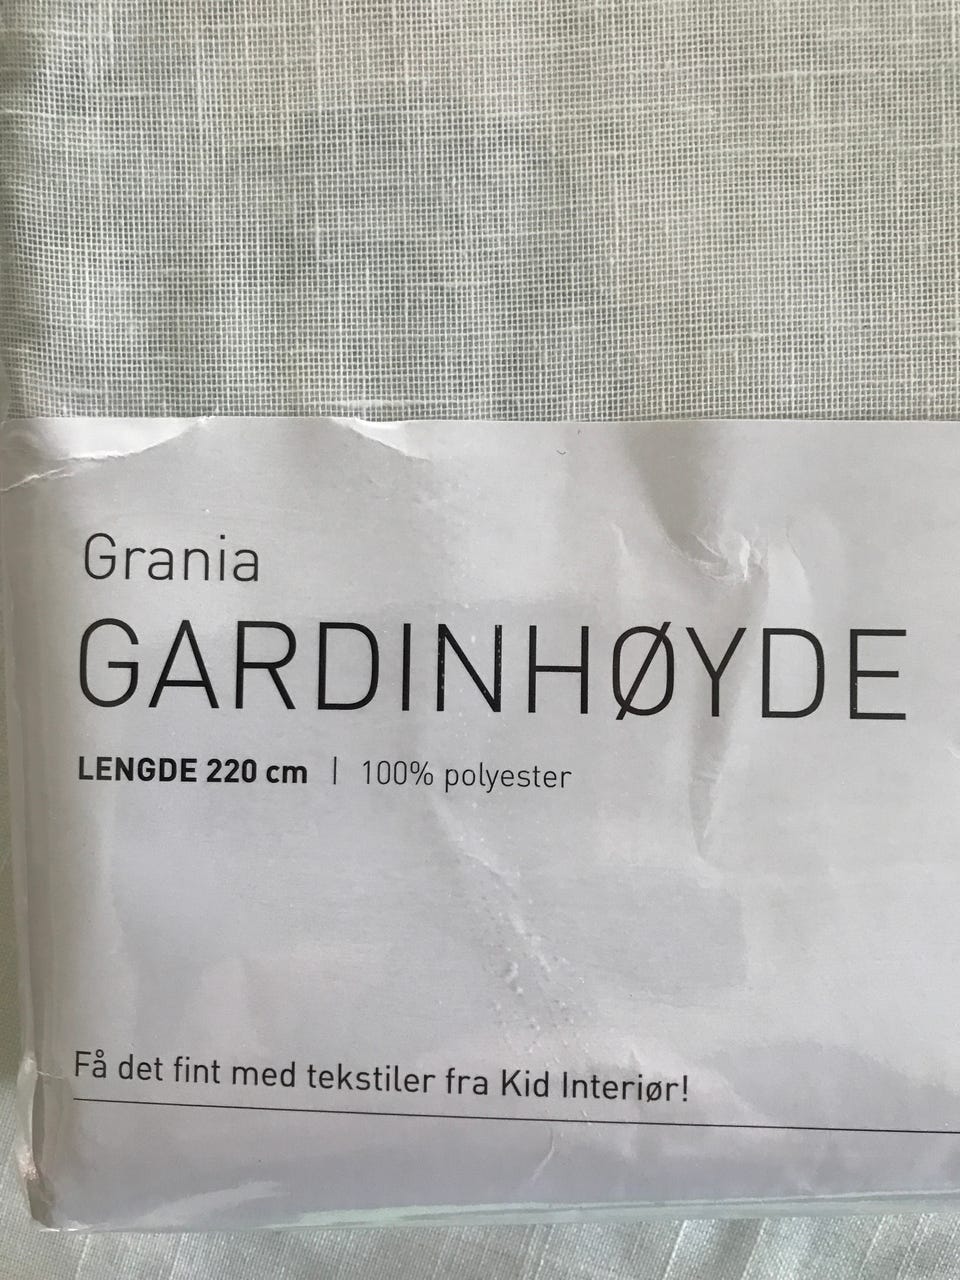 Grania
GARDINHØYDE
LENGDE 220 cm | 100% polyester
Få det fint med tekstiler fra Kid Interiør!